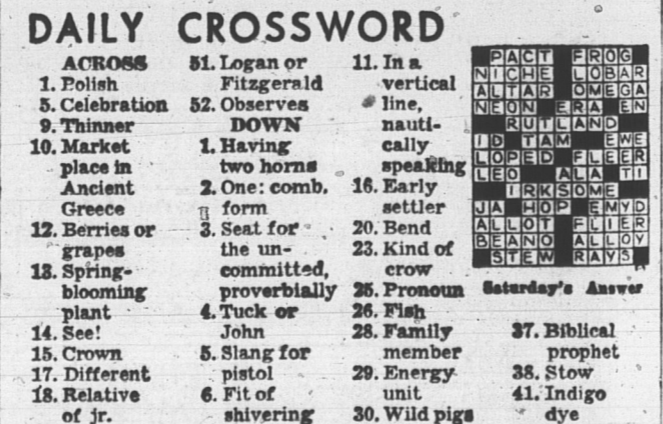 DAILY CROSSWORD
ACROSS
1. Polish
5. Celebration
9. Thinner
10. Market
place in
Ancient
Greece
12. Berries or
grapes
13. Spring-
blooming
plant
14. See!
15. Crown
17. Different
18. Relative
of jr.
51. Logan or
Fitzgerald
52. Observes
DOWN
1. Having
two horns
2. One: comb.
form
3. Seat for
the un-
committed,
proverbially
4. Tuck or
John
5. Slang for
pistol
6. Fit of
shivering
11. In a
vertical
line,
nauti-
cally
speaking
16. Early
settler
20. Bend
23. Kind of
crow
25. Pronoun
26. Fish
28. Family
member
29. Energy
unit
30. Wild pigs
PACT FROG
NICHE LOBAR
ALTAR OMEGA
NEON ERA EN
RUTLAND
ID TAM EWE
LOPED FLEER
LEO ALA TI
IRKSOME
JA HOP EMYD
ALLOT FLIER
BEANO ALLOY
STEW RAYS
Saturday's Answer
37. Biblical
prophet
38. Stow
41. Indigo
dye